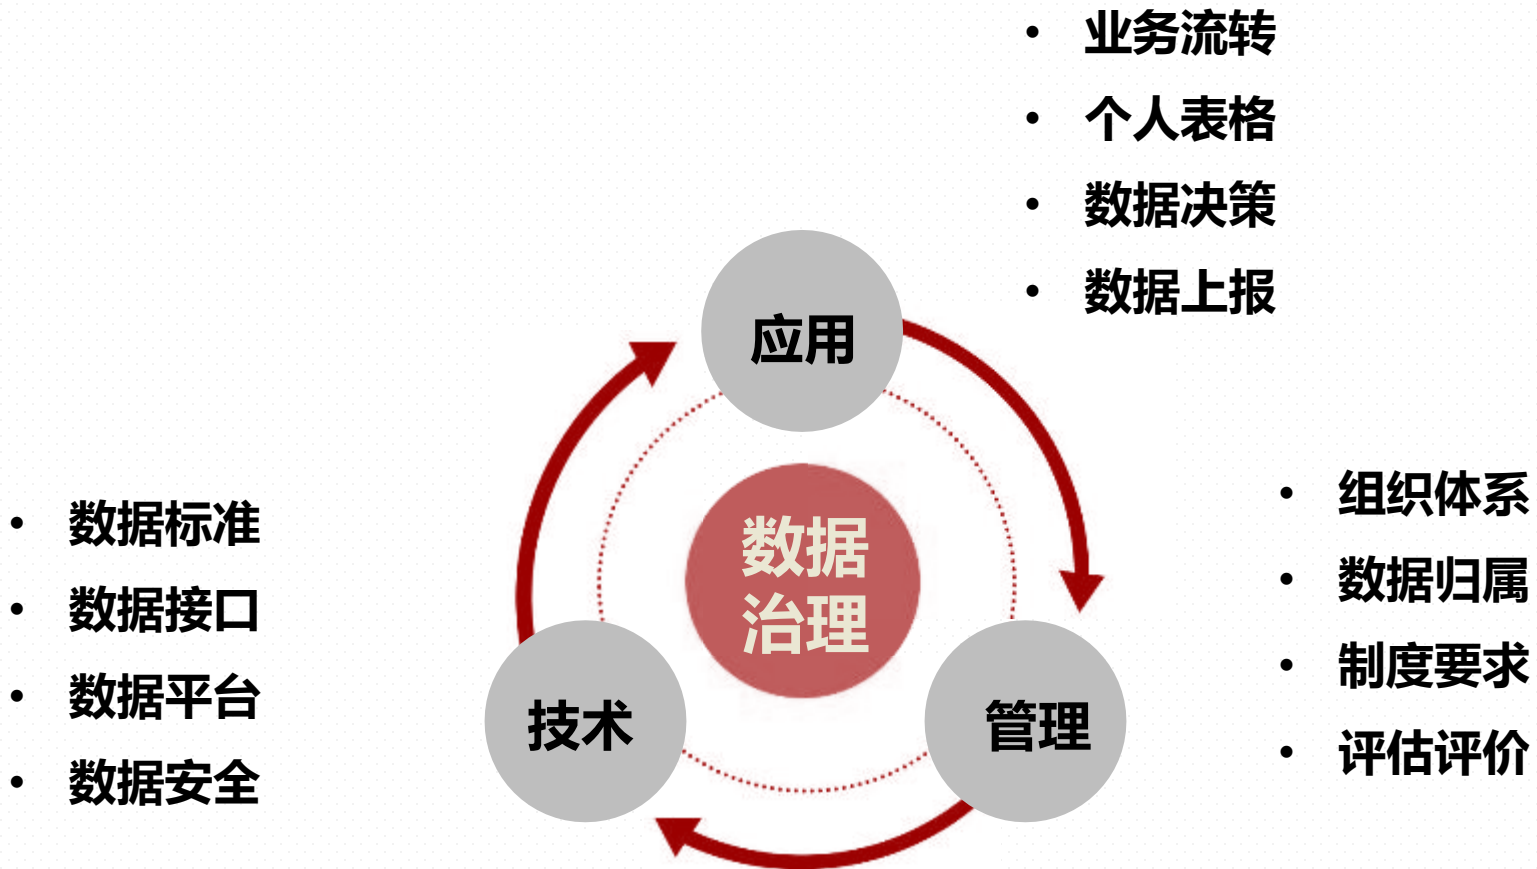 业务流转
个人表格
数据决策
数据上报
应用
数据
治理
技术
管理
数据标准
数据接口
数据平台
数据安全
组织体系
数据归属
制度要求
评估评价